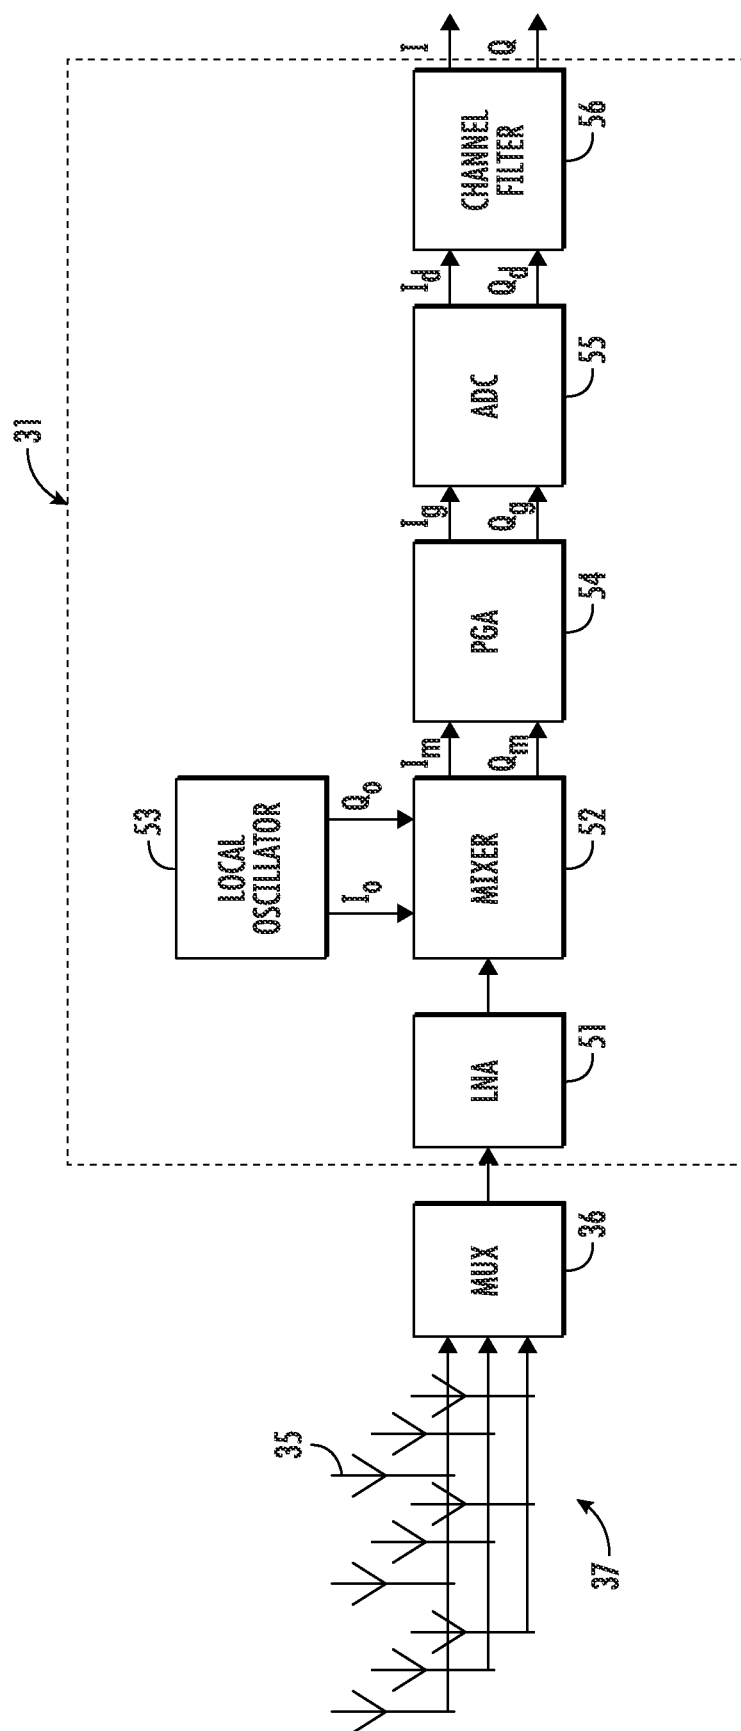 31
53
LOCAL
OSCILLATOR
35
Io
Qo
Im
Ig
Id
I
MUX
LNA
MIXER
PGA
ADC
CHANNEL
FILTER
Qm
Qg
Qd
Q
37
36
51
52
54
55
56